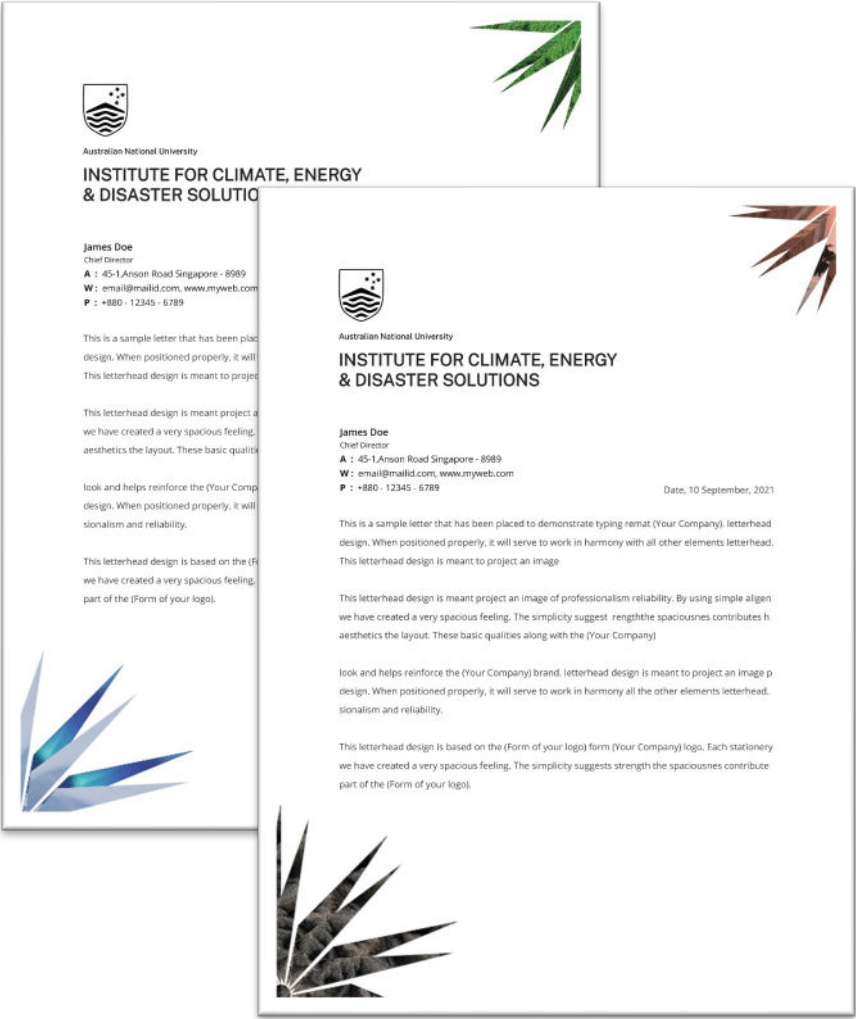 Australian National University
INSTITUTE FOR CLIMATE, ENERGY
& DISASTER SOLUTIO
James Doe
Chief Director
A : 45-1,Anson Road Singapore - 8989
W : email@mailid.com, www.myweb.com
P : +880 - 12345 - 6789
This is a sample letter that has been plac
design. When positioned properly, it will
This letterhead design is meant to projec
This letterhead design is meant project a
we have created a very spacious feeling.
aesthetics the layout. These basic qualiti
look and helps reinforce the (Your Comp
design. When positioned properly, it will
sionalism and reliability.
This letterhead design is based on the (F
we have created a very spacious feeling.
part of the (Form of your logo).
Australian National University
INSTITUTE FOR CLIMATE, ENERGY
& DISASTER SOLUTIONS
James Doe
Chief Director
A : 45-1,Anson Road Singapore - 8989
W : email@mailid.com, www.myweb.com
P : +880 - 12345 - 6789
Date, 10 September, 2021
This is a sample letter that has been placed to demonstrate typing remat (Your Company). letterhead
design. When positioned properly, it will serve to work in harmony with all other elements letterhead.
This letterhead design is meant to project an image
This letterhead design is meant project an image of professionalism reliability. By using simple aligen
we have created a very spacious feeling. The simplicity suggest rengththe spaciousnes contributes h
aesthetics the layout. These basic qualities along with the (Your Company)
look and helps reinforce the (Your Company) brand. letterhead design is meant to project an image p
design. When positioned properly, it will serve to work in harmony all the other elements letterhead.
sionalism and reliability.
This letterhead design is based on the (Form of your logo) form (Your Company) logo. Each stationery
we have created a very spacious feeling. The simplicity suggests strength the spaciousnes contribute
part of the (Form of your logo).